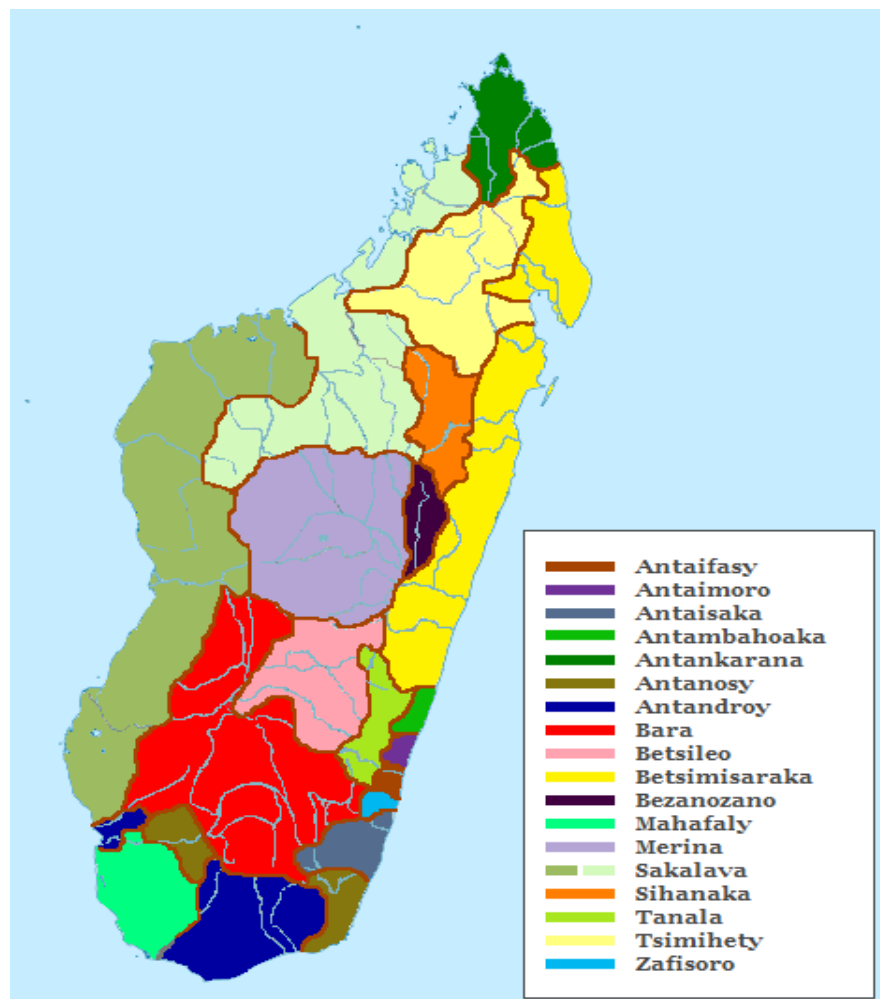 Antaifasy
Antaimoro
Antaisaka
Antambahoaka
Antankarana
Antanosy
Antandroy
Bara
Betsileo
Betsimisaraka
Bezanozano
Mahafaly
Merina
Sakalava
Sihanaka
Tanala
Tsimihety
Zafisoro